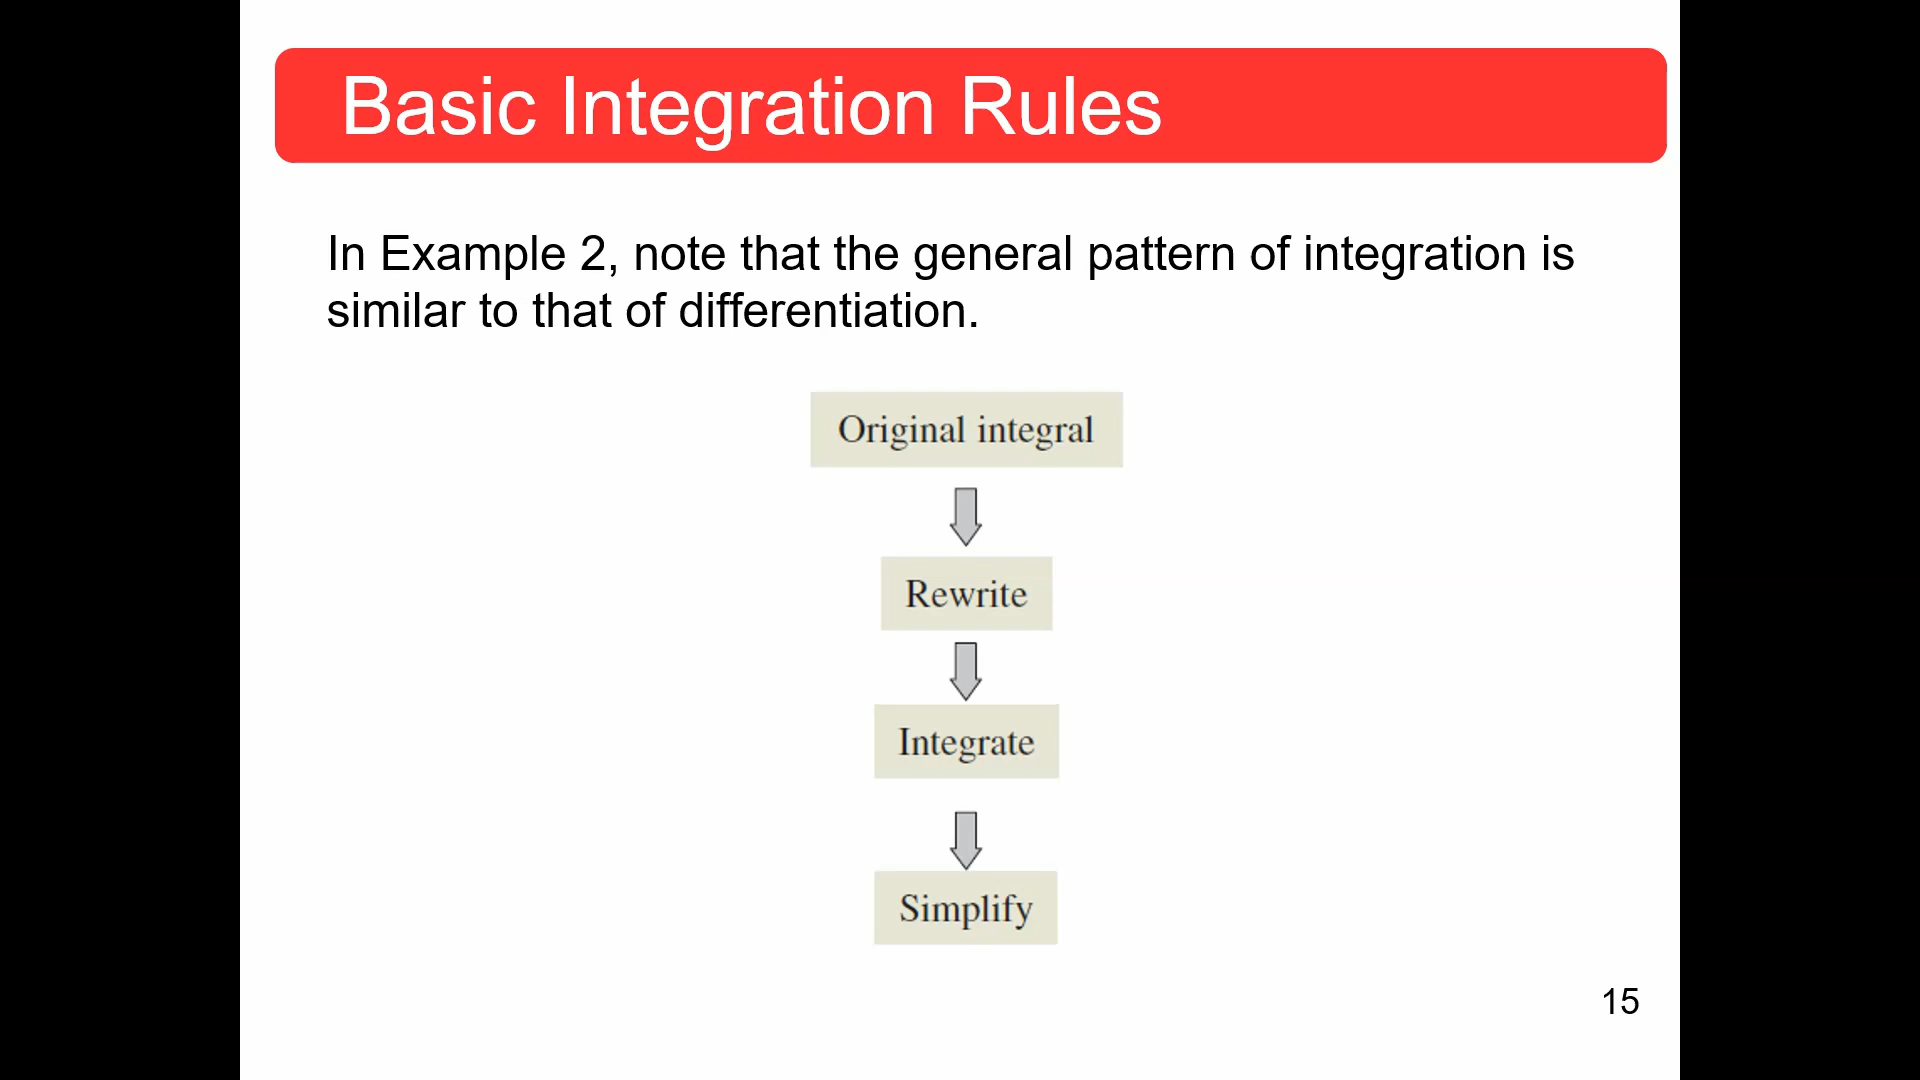 Basic Integration Rules
In Example 2, note that the general pattern of integration is
similar to that of differentiation.
Original integral
Rewrite
Integrate
Simplify
15